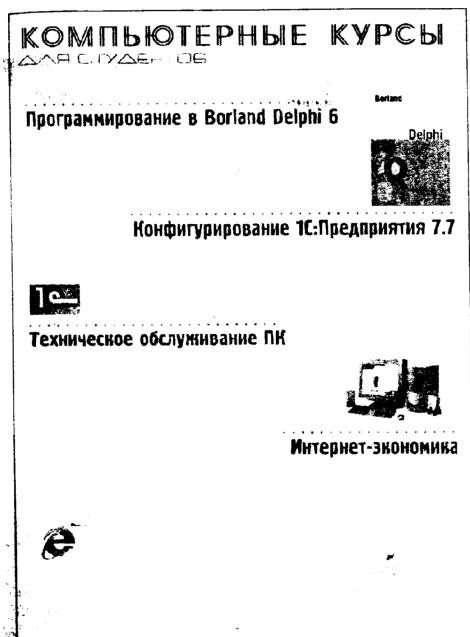 КОМПЬЮТЕРНЫЕ КУРСЫ
ДЛЯ СТУДЕНТОВ
Borland
Программирование в Borland Delphi 6
Delphi
Конфигурирование 1С:Предприятия 7.7
1С
Техническое обслуживание ПК
Интернет-экономика